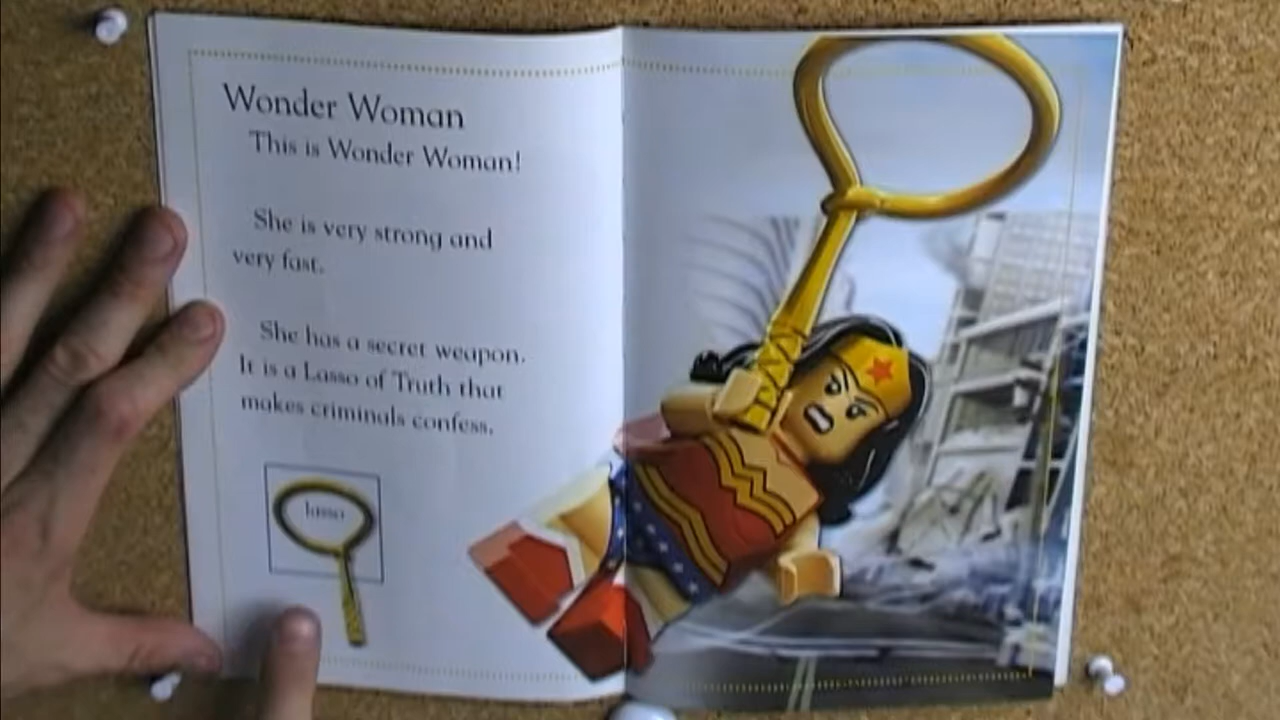 Wonder Woman
This is Wonder Woman!
She is very strong and
very fast.
She has a secret weapon.
It is a Lasso of Truth that
makes criminals confess.
lasso